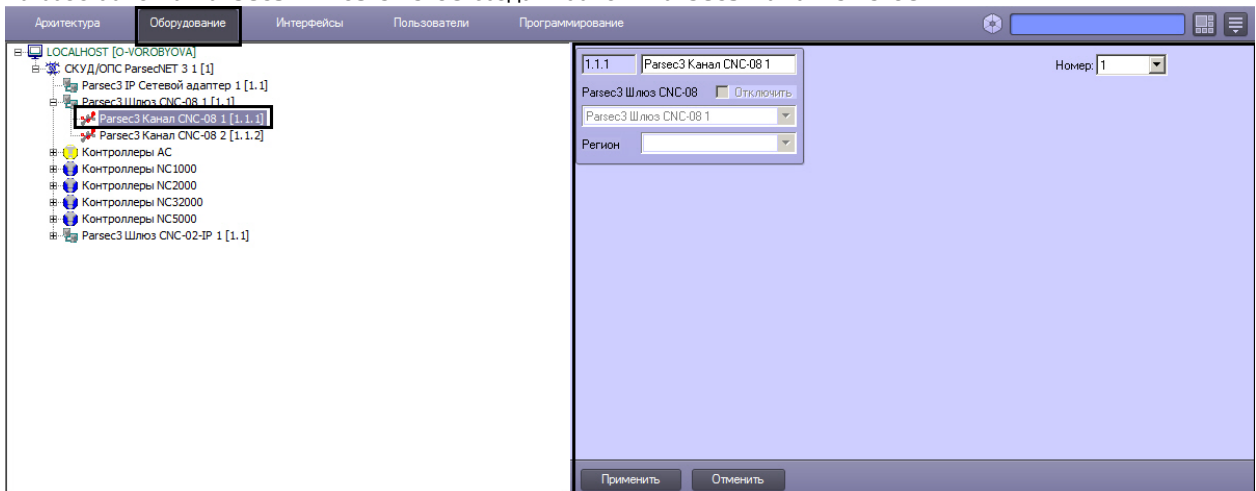 Архитектура Оборудование Интерфейсы Пользователи Программирование
LOCALHOST [O-VOROBYOVA]
СКУД/ОПС ParsecNET 3 1 [1]
Parsec3 IP Сетевой адаптер 1 [1.1]
Parsec3 Шлюз CNC-08 1 [1.1]
Parsec3 Канал CNC-08 1 [1.1.1]
Parsec3 Канал CNC-08 2 [1.1.2]
Контроллеры AC
Контроллеры NC1000
Контроллеры NC2000
Контроллеры NC32000
Контроллеры NC5000
Parsec3 Шлюз CNC-02-IP 1 [1.1]
1.1.1 Parsec3 Канал CNC-08 1
Номер: 1
Parsec3 Шлюз CNC-08 Отключить
Parsec3 Шлюз CNC-08 1
Регион
Применить Отменить